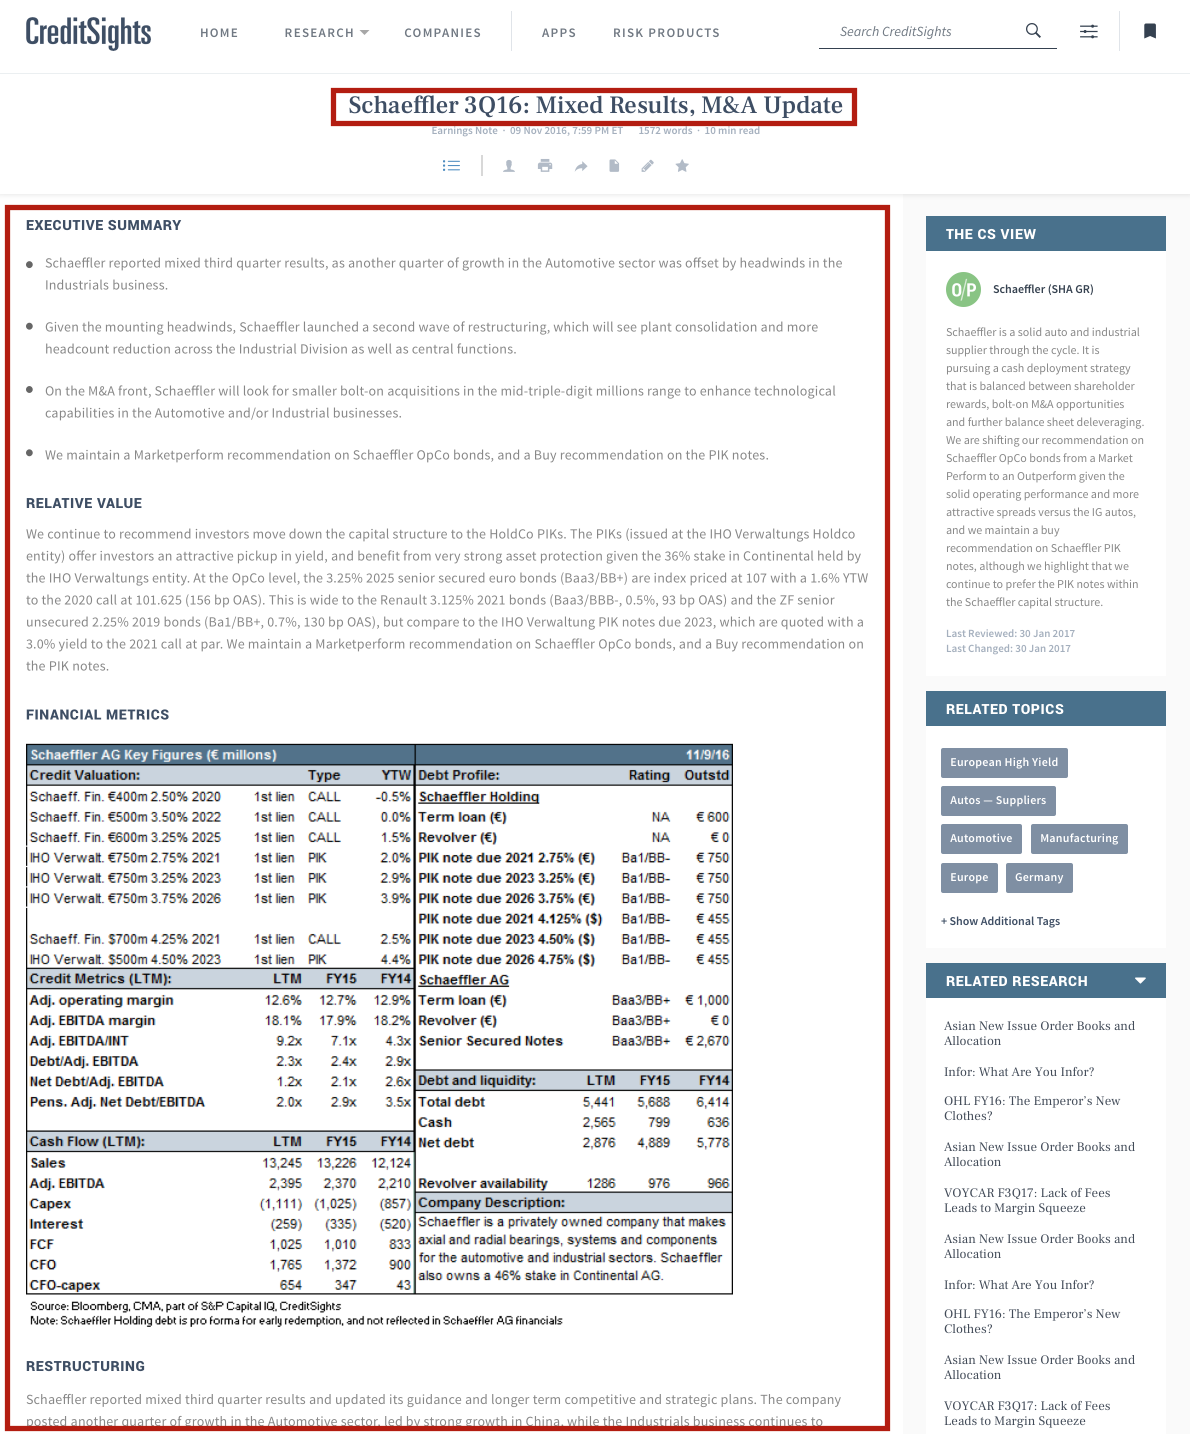 CreditSights
HOME RESEARCH COMPANIES APPS RISK PRODUCTS Search CreditSights
Schaeffler 3Q16: Mixed Results, M&A Update
Earnings Note · 09 Nov 2016, 7:59 PM ET 1572 words · 10 min read
EXECUTIVE SUMMARY
Schaeffler reported mixed third quarter results, as another quarter of growth in the Automotive sector was offset by headwinds in the
Industrials business.
Given the mounting headwinds, Schaeffler launched a second wave of restructuring, which will see plant consolidation and more
headcount reduction across the Industrial Division as well as central functions.
On the M&A front, Schaeffler will look for smaller bolt-on acquisitions in the mid-triple-digit millions range to enhance technological
capabilities in the Automotive and/or Industrial businesses.
We maintain a Marketperform recommendation on Schaeffler OpCo bonds, and a Buy recommendation on the PIK notes.
RELATIVE VALUE
We continue to recommend investors move down the capital structure to the HoldCo PIKs. The PIKs (issued at the IHO Verwaltungs Holdco
entity) offer investors an attractive pickup in yield, and benefit from very strong asset protection given the 36% stake in Continental held by
the IHO Verwaltungs entity. At the OpCo level, the 3.25% 2025 senior secured euro bonds (Baa3/BB+) are index priced at 107 with a 1.6% YTW
to the 2020 call at 101.625 (156 bp OAS). This is wide to the Renault 3.125% 2021 bonds (Baa3/BBB-, 0.5%, 93 bp OAS) and the ZF senior
unsecured 2.25% 2019 bonds (Ba1/BB+, 0.7%, 130 bp OAS), but compare to the IHO Verwaltung PIK notes due 2023, which are quoted with a
3.0% yield to the 2021 call at par. We maintain a Marketperform recommendation on Schaeffler OpCo bonds, and a Buy recommendation on
the PIK notes.
FINANCIAL METRICS
Schaeffler AG Key Figures (€ millons) 11/9/16
Credit Valuation: Type YTW
Schaeff. Fin. €400m 2.50% 2020 1st lien CALL -0.5%
Schaeff. Fin. €500m 3.50% 2022 1st lien CALL 0.0%
Schaeff. Fin. €600m 3.25% 2025 1st lien CALL 1.5%
IHO Verwalt. €750m 2.75% 2021 1st lien PIK 2.0%
IHO Verwalt. €750m 3.25% 2023 1st lien PIK 2.9%
IHO Verwalt. €750m 3.75% 2026 1st lien PIK 3.9%
Schaeff. Fin. $700m 4.25% 2021 1st lien CALL 2.5%
IHO Verwalt. $500m 4.50% 2023 1st lien PIK 4.4%
Credit Metrics (LTM): LTM FY15 FY14
Adj. operating margin 12.6% 12.7% 12.9%
Adj. EBITDA margin 18.1% 17.9% 18.2%
Adj. EBITDA/INT 9.2x 7.1x 4.3x
Debt/Adj. EBITDA 2.3x 2.4x 2.9x
Net Debt/Adj. EBITDA 1.2x 2.1x 2.6x
Pens. Adj. Net Debt/EBITDA 2.0x 2.9x 3.5x
Cash Flow (LTM): LTM FY15 FY14
Sales 13,245 13,226 12,124
Adj. EBITDA 2,395 2,370 2,210
Capex (1,111) (1,025) (857)
Interest (259) (335) (520)
FCF 1,025 1,010 833
CFO 1,765 1,372 900
CFO-capex 654 347 43
Debt Profile: Rating Outstd
Schaeffler Holding
Term loan (€) NA € 600
Revolver (€) NA € 0
PIK note due 2021 2.75% (€) Ba1/BB- € 750
PIK note due 2023 3.25% (€) Ba1/BB- € 750
PIK note due 2026 3.75% (€) Ba1/BB- € 750
PIK note due 2021 4.125% ($) Ba1/BB- € 455
PIK note due 2023 4.50% ($) Ba1/BB- € 455
PIK note due 2026 4.75% ($) Ba1/BB- € 455
Schaeffler AG
Term loan (€) Baa3/BB+ € 1,000
Revolver (€) Baa3/BB+ € 0
Senior Secured Notes Baa3/BB+ € 2,670
Debt and liquidity: LTM FY15 FY14
Total debt 5,441 5,688 6,414
Cash 2,565 799 636
Net debt 2,876 4,889 5,778
Revolver availability 1286 976 966
Company Description:
Schaeffler is a privately owned company that makes
axial and radial bearings, systems and components
for the automotive and industrial sectors. Schaeffler
also owns a 46% stake in Continental AG.
Source: Bloomberg, CMA, part of S&P Capital IQ, CreditSights
Note: Schaeffler Holding debt is pro forma for early redemption, and not reflected in Schaeffler AG financials
RESTRUCTURING
Schaeffler reported mixed third quarter results and updated its guidance and longer term competitive and strategic plans. The company
posted another quarter of growth in the Automotive sector, led by strong growth in China, while the Industrials business continues to
THE CS VIEW
O/P Schaeffler (SHA GR)
Schaeffler is a solid auto and industrial
supplier through the cycle. It is
pursuing a cash deployment strategy
that is balanced between shareholder
rewards, bolt-on M&A opportunities
and further balance sheet deleveraging.
We are shifting our recommendation on
Schaeffler OpCo bonds from a Market
Perform to an Outperform given the
solid operating performance and more
attractive spreads versus the IG autos,
and we maintain a buy
recommendation on Schaeffler PIK
notes, although we highlight that we
continue to prefer the PIK notes within
the Schaeffler capital structure.
Last Reviewed: 30 Jan 2017
Last Changed: 30 Jan 2017
RELATED TOPICS
European High Yield
Autos — Suppliers
Automotive Manufacturing
Europe Germany
+ Show Additional Tags
RELATED RESEARCH
Asian New Issue Order Books and
Allocation
Infor: What Are You Infor?
OHL FY16: The Emperor's New
Clothes?
Asian New Issue Order Books and
Allocation
VOYCAR F3Q17: Lack of Fees
Leads to Margin Squeeze
Asian New Issue Order Books and
Allocation
Infor: What Are You Infor?
OHL FY16: The Emperor's New
Clothes?
Asian New Issue Order Books and
Allocation
VOYCAR F3Q17: Lack of Fees
Leads to Margin Squeeze